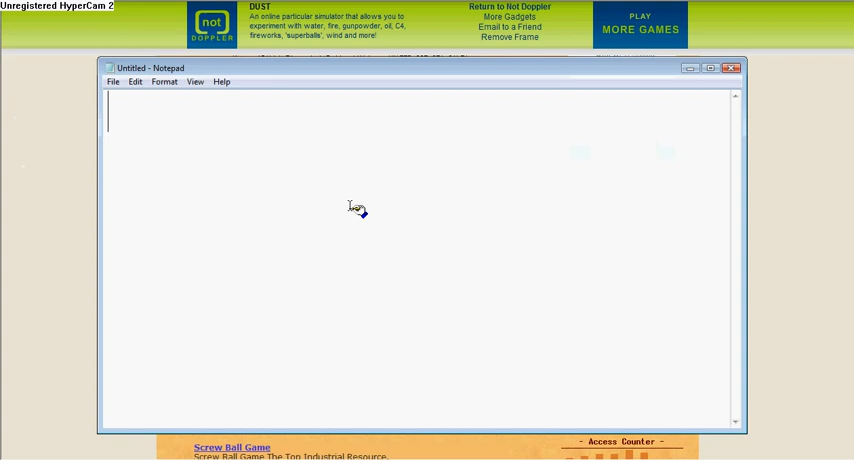 Unregistered HyperCam 2
not
DOPPLER
DUST
An online particular simulator that allows you to
experiment with water, fire, gunpowder, oil, C4,
fireworks, 'superballs', wind and more!
Return to Not Doppler
More Gadgets
Email to a Friend
Remove Frame
PLAY
MORE GAMES
Untitled - Notepad
File Edit Format View Help
Screw Ball Game
Screw Ball Game The Top Industrial Resource.
- Access Counter -